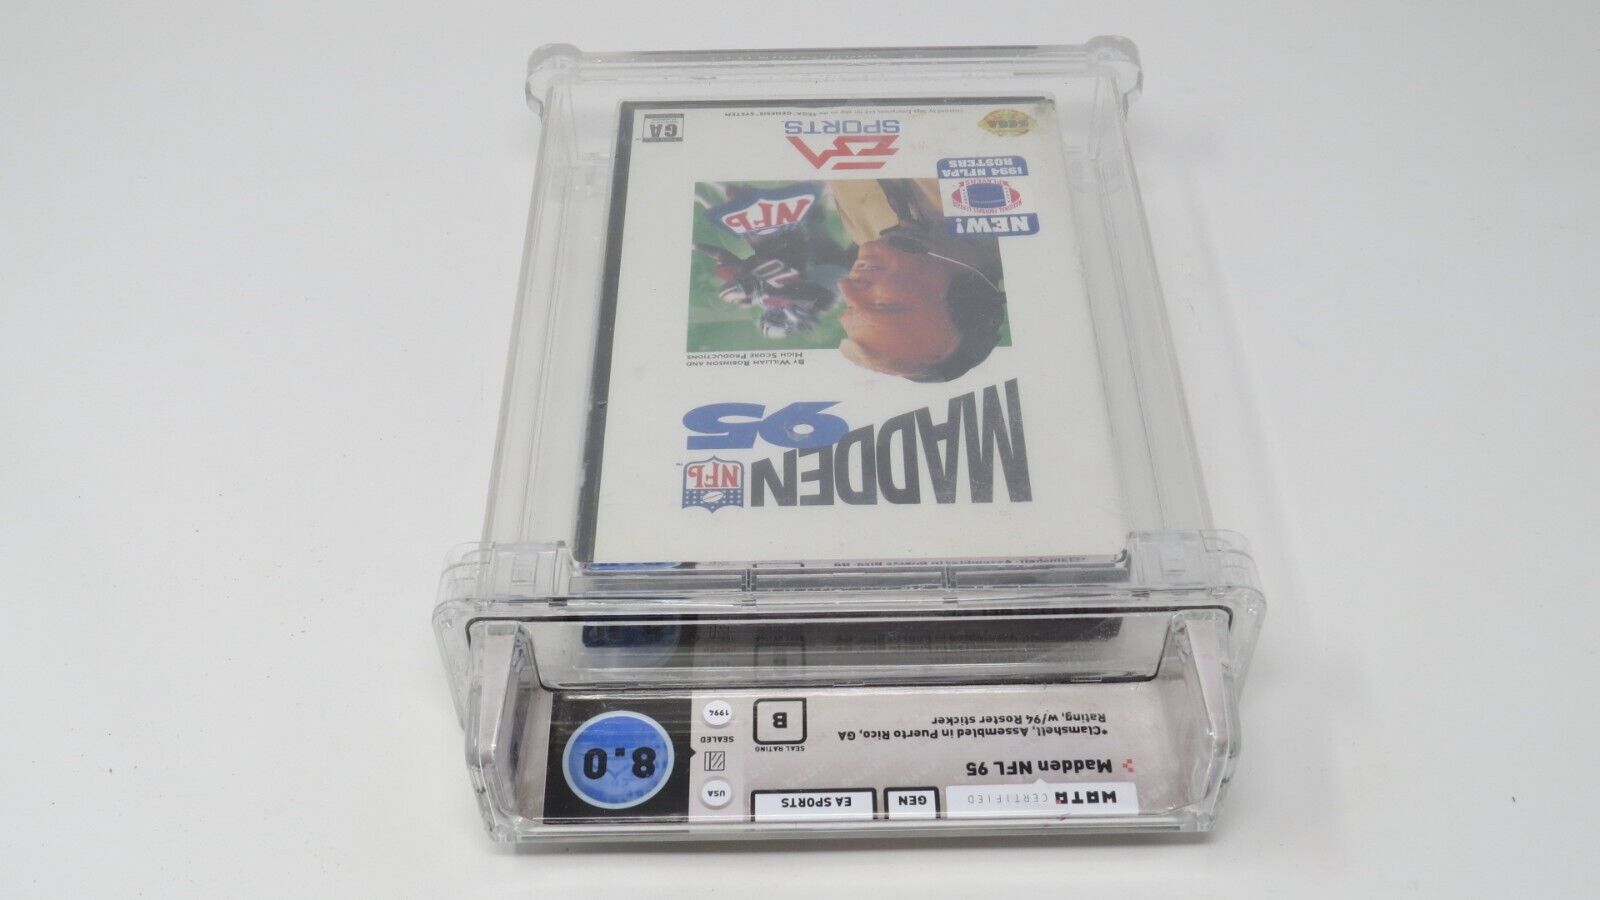 WATA CERTIFIED
GEN
EA SPORTS
USA
Madden NFL 95
SEALED
8.0
*Clamshell, Assembled in Puerto Rico, GA
Rating, w/94 Roster sticker
SEAL RATING
B
1994
MADDEN
NFL
95
BY WILLIAM ROBINSON AND
HIGH SCORE PRODUCTIONS
10
NFL
NEW!
PLAYERS
1994 NFLPA
ROSTERS
EA
SPORTS
SEGA
GA